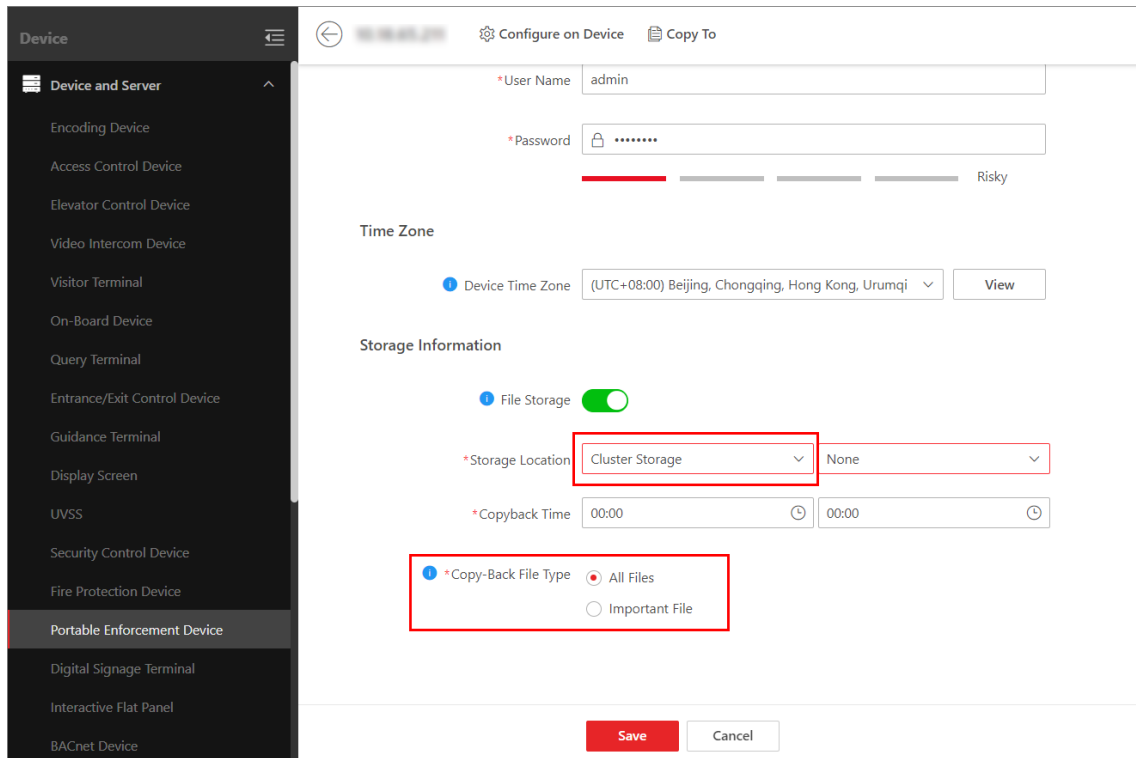 Device
Configure on Device
Copy To
Device and Server
Encoding Device
Access Control Device
Elevator Control Device
Video Intercom Device
Visitor Terminal
On-Board Device
Query Terminal
Entrance/Exit Control Device
Guidance Terminal
Display Screen
UVSS
Security Control Device
Fire Protection Device
Portable Enforcement Device
Digital Signage Terminal
Interactive Flat Panel
BACnet Device
*User Name admin
*Password ••••••••
Risky
Time Zone
Device Time Zone (UTC+08:00) Beijing, Chongqing, Hong Kong, Urumqi View
Storage Information
File Storage
*Storage Location Cluster Storage None
*Copyback Time 00:00 00:00
*Copy-Back File Type All Files
Important File
Save Cancel